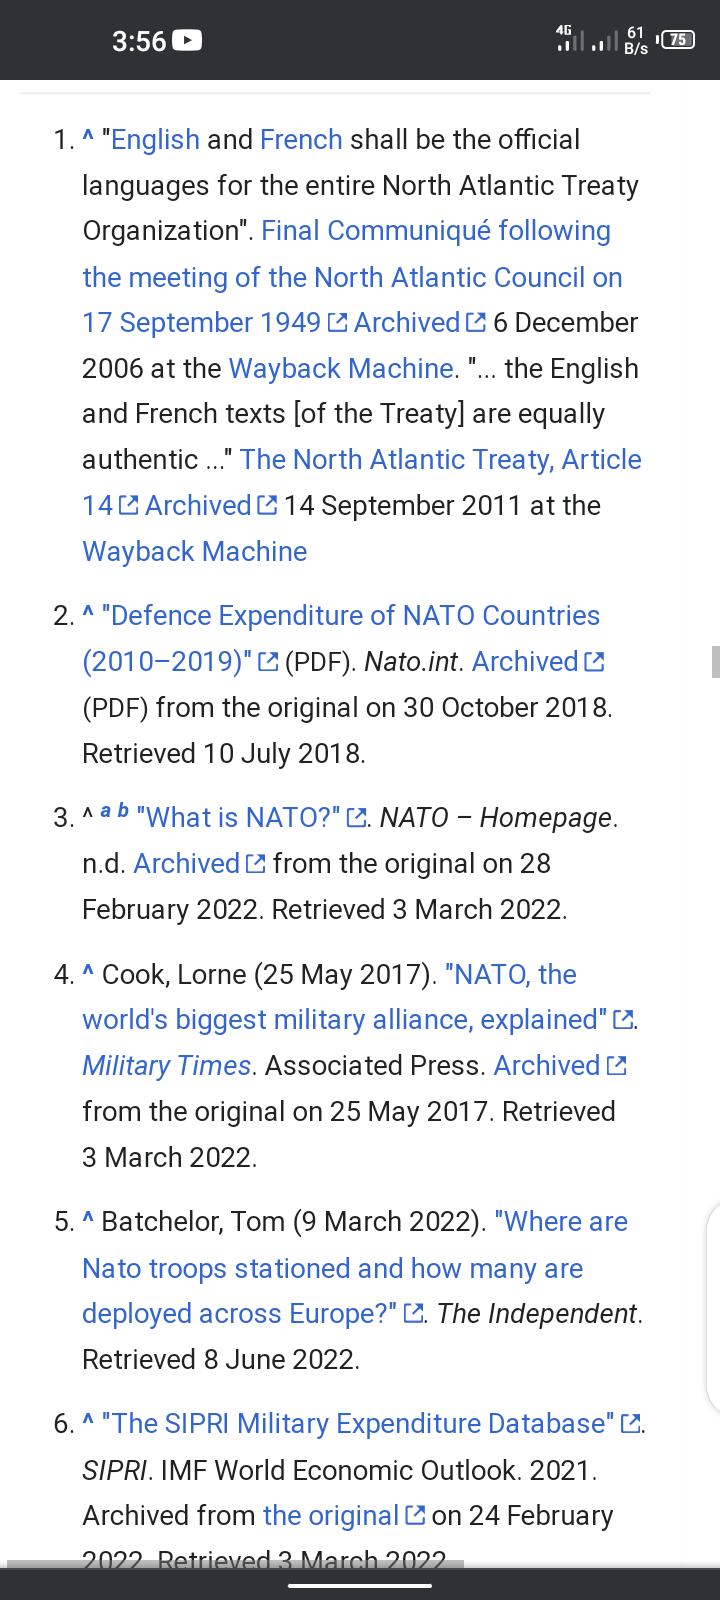 3:56
4G
61
B/s
75
1. ^ "English and French shall be the official
languages for the entire North Atlantic Treaty
Organization". Final Communiqué following
the meeting of the North Atlantic Council on
17 September 1949 Archived 6 December
2006 at the Wayback Machine. "... the English
and French texts [of the Treaty] are equally
authentic ..." The North Atlantic Treaty, Article
14 Archived 14 September 2011 at the
Wayback Machine
2. ^ "Defence Expenditure of NATO Countries
(2010–2019)" (PDF). Nato.int. Archived
(PDF) from the original on 30 October 2018.
Retrieved 10 July 2018.
3. ^ a b "What is NATO?". NATO – Homepage.
n.d. Archived from the original on 28
February 2022. Retrieved 3 March 2022.
4. ^ Cook, Lorne (25 May 2017). "NATO, the
world's biggest military alliance, explained".
Military Times. Associated Press. Archived
from the original on 25 May 2017. Retrieved
3 March 2022.
5. ^ Batchelor, Tom (9 March 2022). "Where are
Nato troops stationed and how many are
deployed across Europe?". The Independent.
Retrieved 8 June 2022.
6. ^ "The SIPRI Military Expenditure Database".
SIPRI. IMF World Economic Outlook. 2021.
Archived from the original on 24 February
2022. Retrieved 3 March 2022